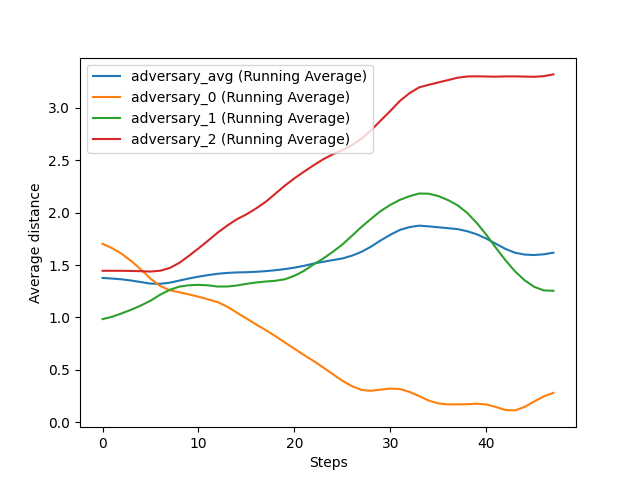 adversary_avg (Running Average)
adversary_0 (Running Average)
adversary_1 (Running Average)
adversary_2 (Running Average)
Average distance
3.0
2.5
2.0
1.5
1.0
0.5
0.0
0 10 20 30 40
Steps